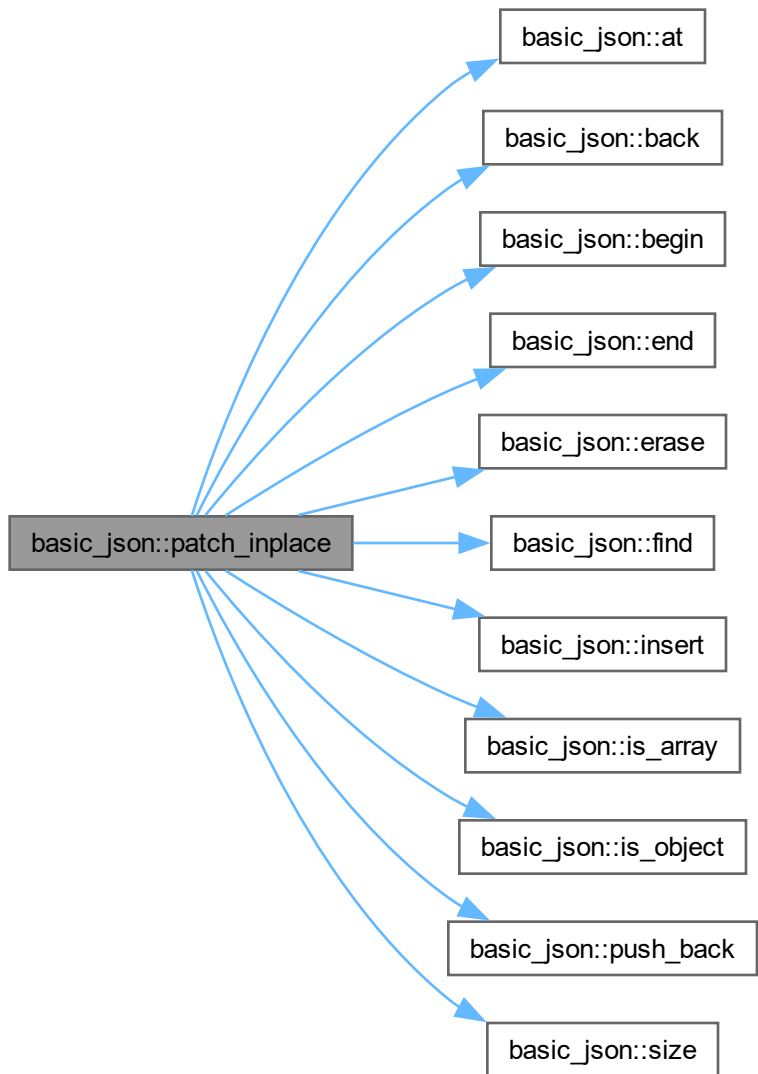 basic_json::at
basic_json::back
basic_json::begin
basic_json::end
basic_json::erase
basic_json::patch_inplace
basic_json::find
basic_json::insert
basic_json::is_array
basic_json::is_object
basic_json::push_back
basic_json::size